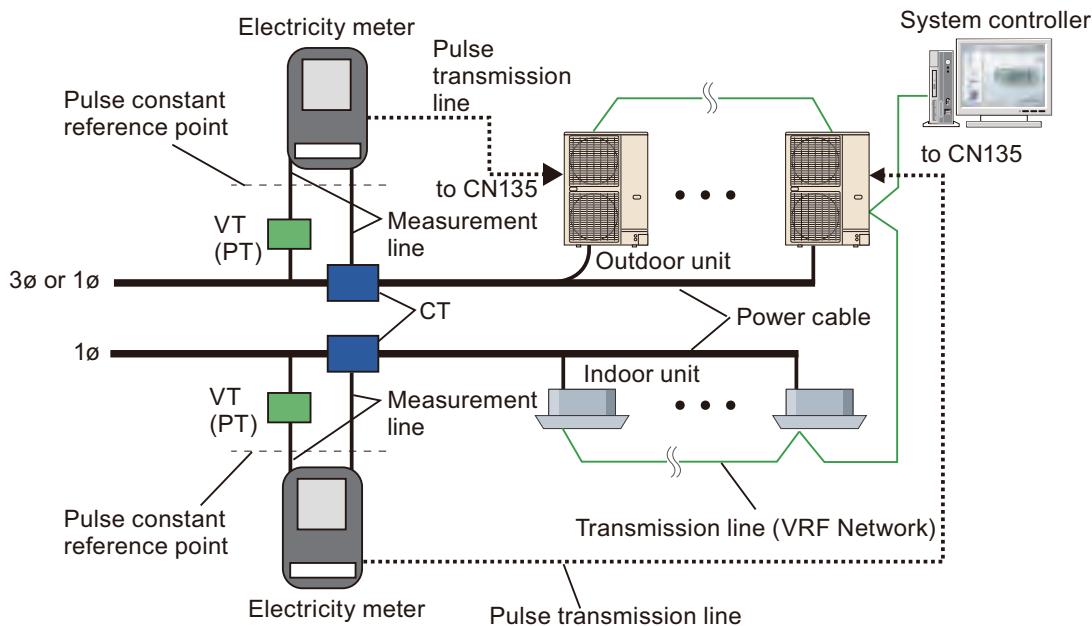 Electricity meter
System controller
Pulse
transmission
line
Pulse constant
reference point
to CN135
to CN135
VT
(PT)
Measurement
line
Outdoor unit
3ø or 1ø
CT
Power cable
1ø
Indoor unit
VT
(PT)
Measurement
line
Pulse constant
reference point
Transmission line (VRF Network)
Electricity meter
Pulse transmission line